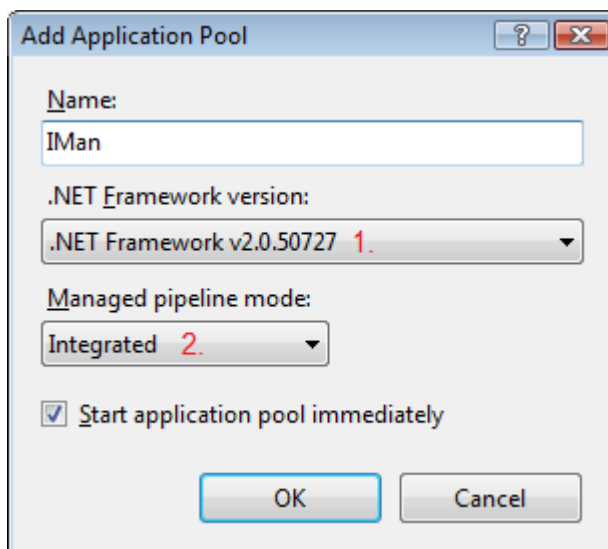 Add Application Pool
Name:
IMan
.NET Framework version:
.NET Framework v2.0.50727 1.
Managed pipeline mode:
Integrated 2.
Start application pool immediately
OK Cancel